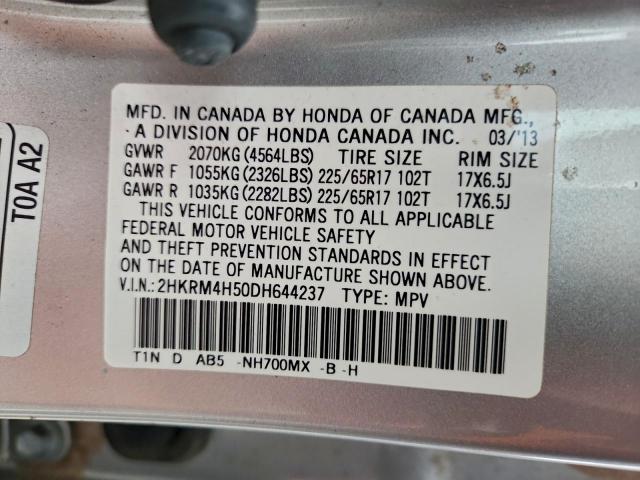 MFD. IN CANADA BY HONDA OF CANADA MFG.,
A DIVISION OF HONDA CANADA INC. 03/'13
GVWR 2070KG (4564LBS) TIRE SIZE RIM SIZE
GAWR F 1055KG (2326LBS) 225/65R17 102T 17X6.5J
GAWR R 1035KG (2282LBS) 225/65R17 102T 17X6.5J
THIS VEHICLE CONFORMS TO ALL APPLICABLE
FEDERAL MOTOR VEHICLE SAFETY
AND THEFT PREVENTION STANDARDS IN EFFECT
ON THE DATE OF MANUFACTURE SHOWN ABOVE.
V.I.N.: 2HKRM4H50DH644237 TYPE: MPV
T1N D AB5 -NH700MX -B -H
T0A A2